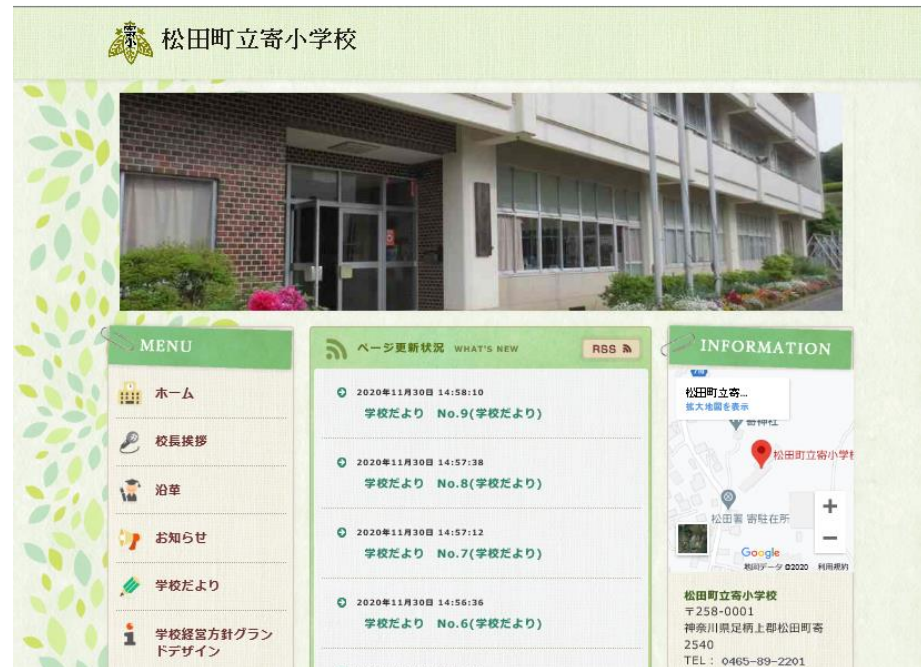 松田町立寄小学校
MENU
ホーム
校長挨拶
沿革
お知らせ
学校だより
学校経営方針グラン
ドデザイン
ページ更新状況 WHAT'S NEW
RSS
2020年11月30日 14:58:10
学校だより No.9(学校だより)
2020年11月30日 14:57:38
学校だより No.8(学校だより)
2020年11月30日 14:57:12
学校だより No.7(学校だより)
2020年11月30日 14:56:36
学校だより No.6(学校だより)
INFORMATION
松田町立寄...
拡大地図を表示
寄神社
松田町立寄小学校
松田署 寄駐在所
+
−
Google
地図データ ©2020 利用規約
松田町立寄小学校
〒258-0001
神奈川県足柄上郡松田町寄
2540
TEL： 0465-89-2201